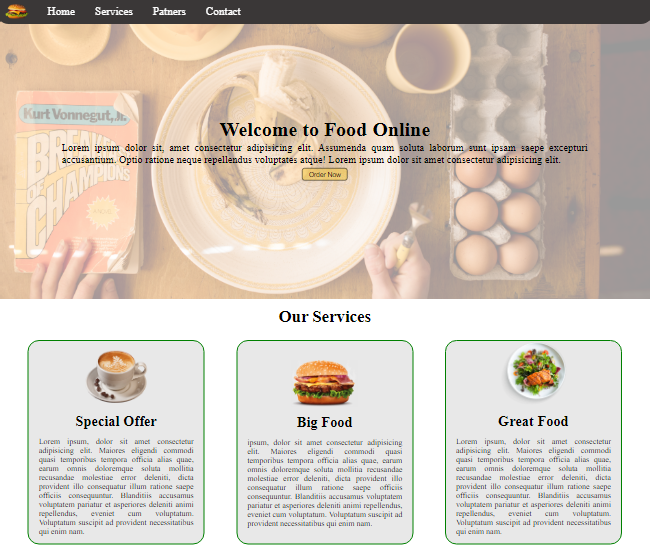 Home Services Patners Contact
Kurt Vonnegut, Jr.
BREAK
OF
CHAMPIONS
Welcome to Food Online
Lorem ipsum dolor sit, amet consectetur adipisicing elit. Assumenda quam soluta laborum sunt ipsam saepe excepturi
accusantium. Optio ratione neque repellendus voluptates atque! Lorem ipsum dolor sit amet consectetur adipisicing elit.
Order Now
Our Services
Special Offer
Lorem ipsum, dolor sit amet consectetur
adipisicing elit. Maiores eligendi commodi
quasi temporibus tempora officia alias quae,
earum omnis doloremque soluta mollitia
recusandae molestiae error deleniti, dicta
provident illo consequatur illum ratione saepe
officiis consequuntur. Blanditiis accusamus
voluptatem pariatur et asperiores deleniti
repellendus, eveniet cum voluptate.
Voluptatum suscipit ad provident necessitatibus
qui enim nam.
Big Food
ipsum, dolor sit amet consectetur adipisicing
elit. Maiores eligendi commodi quasi
temporibus tempora officia alias quae, earum
omnis doloremque soluta mollitia recusandae
molestiae error deleniti, dicta provident illo
consequatur illum ratione saepe officiis
consequuntur. Blanditiis accusamus voluptatem
pariatur et asperiores deleniti repellendus,
eveniet cum voluptate. Voluptatum suscipit ad
provident necessitatibus qui enim nam.
Great Food
Lorem ipsum, dolor sit amet consectetur
adipisicing elit. Maiores eligendi commodi
quasi temporibus tempora officia alias quae,
earum omnis doloremque soluta mollitia
recusandae molestiae error deleniti, dicta
provident illo consequatur illum ratione saepe
officiis consequuntur. Blanditiis accusamus
voluptatem pariatur et asperiores deleniti
repellendus, eveniet cum voluptate.
Voluptatum suscipit ad provident necessitatibus
qui enim nam.